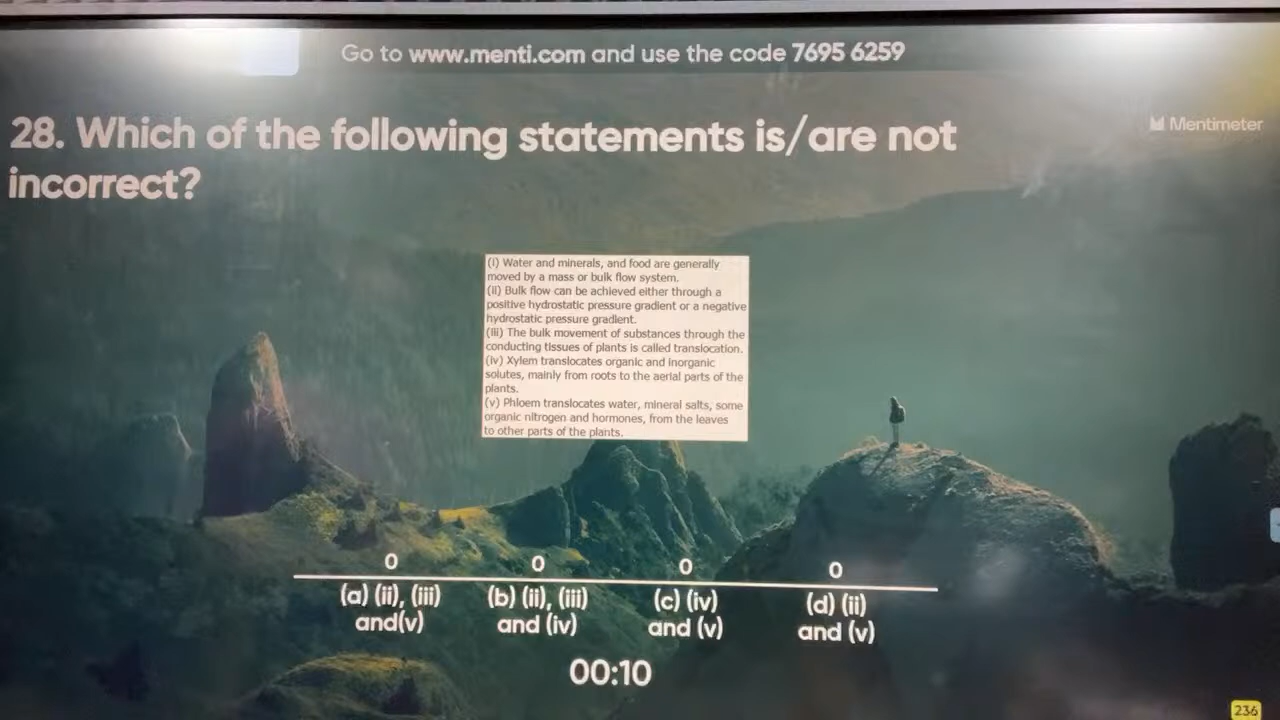 Go to www.menti.com and use the code 7695 6259
28. Which of the following statements is/are not
incorrect?
Mentimeter
(i) Water and minerals, and food are generally
moved by a mass or bulk flow system.
(ii) Bulk flow can be achieved either through a
positive hydrostatic pressure gradient or a negative
hydrostatic pressure gradient.
(iii) The bulk movement of substances through the
conducting tissues of plants is called translocation.
(iv) Xylem translocates organic and inorganic
solutes, mainly from roots to the aerial parts of the
plants.
(v) Phloem translocates water, mineral salts, some
organic nitrogen and hormones, from the leaves
to other parts of the plants.
0 0 0 0
(a) (ii), (iii) (b) (ii), (iii) (c) (iv) (d) (ii)
and(v) and (iv) and (v) and (v)
00:10
236